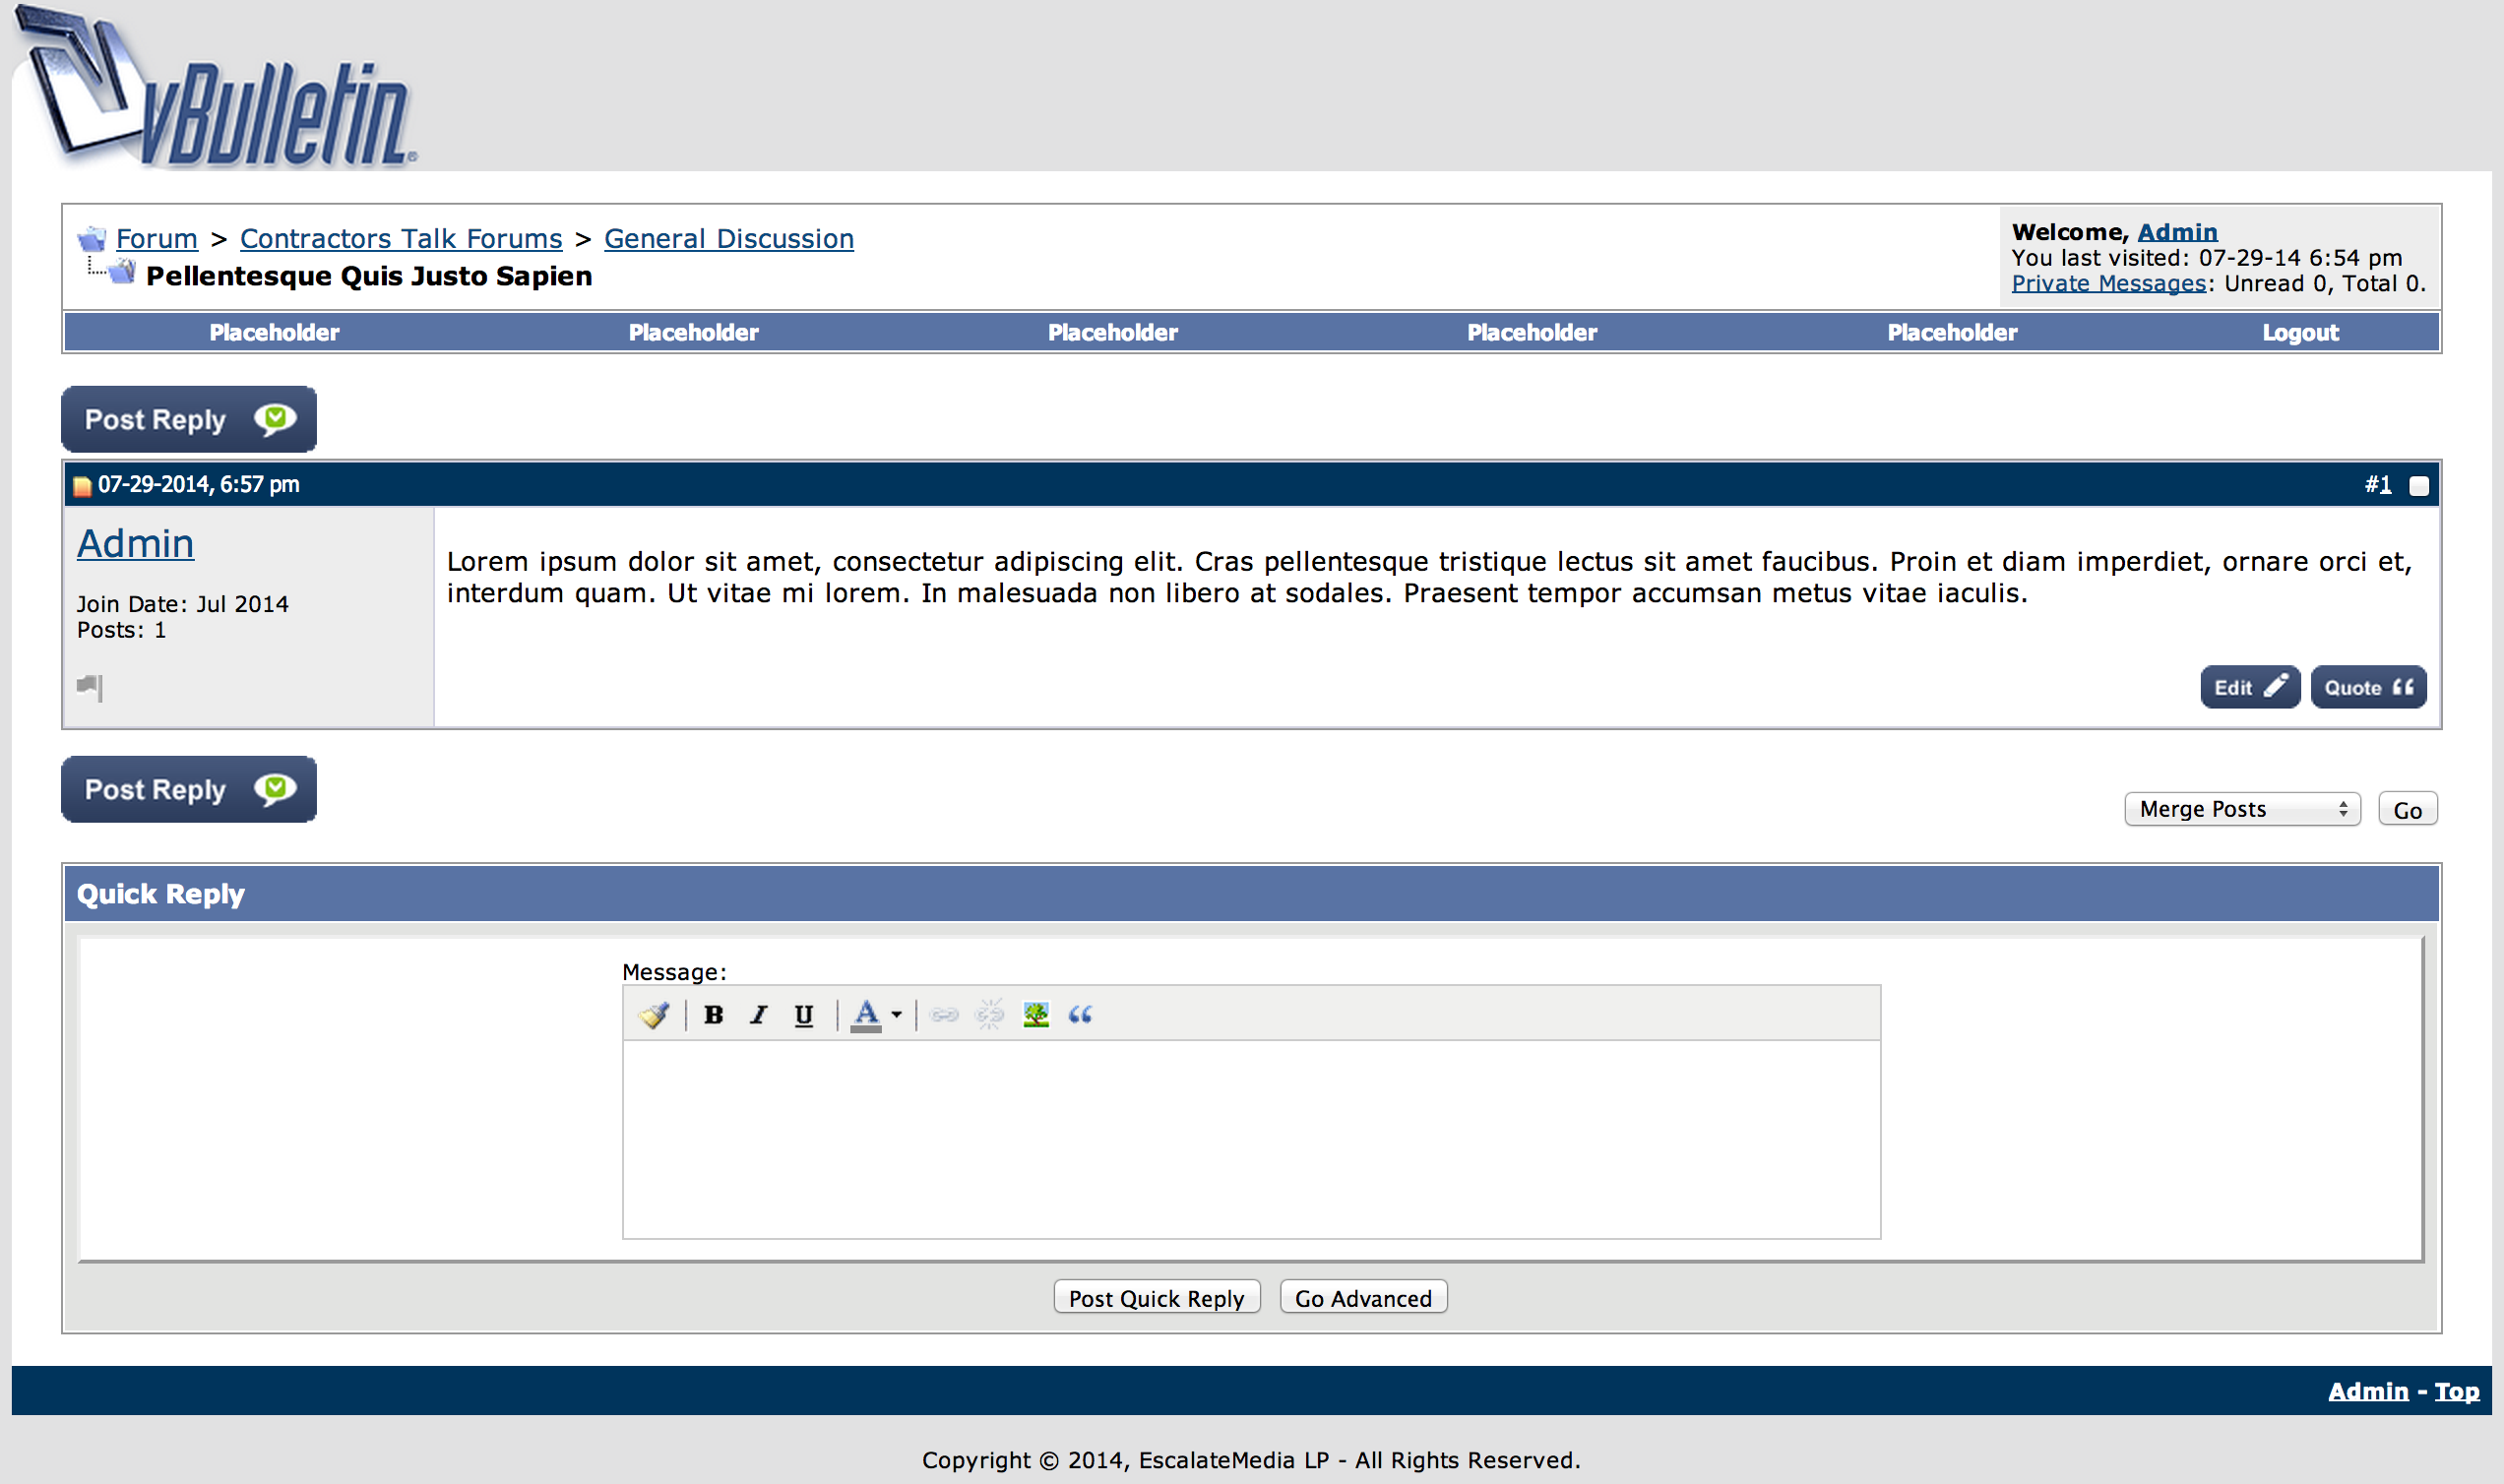 vBulletin®
Forum > Contractors Talk Forums > General Discussion
Pellentesque Quis Justo Sapien
Welcome, Admin
You last visited: 07-29-14 6:54 pm
Private Messages: Unread 0, Total 0.
Placeholder Placeholder Placeholder Placeholder Placeholder Logout
Post Reply
07-29-2014, 6:57 pm #1
Admin
Join Date: Jul 2014
Posts: 1
Lorem ipsum dolor sit amet, consectetur adipiscing elit. Cras pellentesque tristique lectus sit amet faucibus. Proin et diam imperdiet, ornare orci et,
interdum quam. Ut vitae mi lorem. In malesuada non libero at sodales. Praesent tempor accumsan metus vitae iaculis.
Edit Quote
Post Reply
Merge Posts Go
Quick Reply
Message:
B I U A
Post Quick Reply Go Advanced
Admin - Top
Copyright © 2014, EscalateMedia LP - All Rights Reserved.